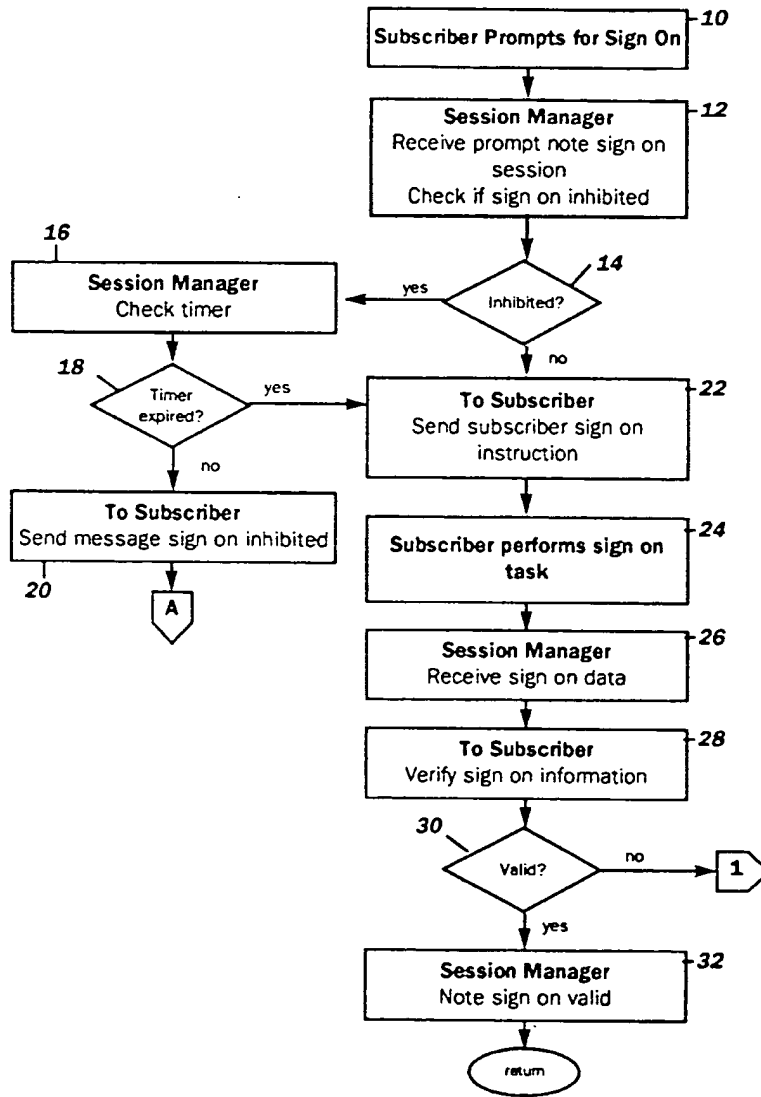 10
Subscriber Prompts for Sign On
12
Session Manager
Receive prompt note sign on
session
Check if sign on inhibited
14
Inhibited?
yes
no
16
Session Manager
Check timer
18
Timer
expired?
yes
no
To Subscriber
Send message sign on inhibited
20
A
22
To Subscriber
Send subscriber sign on
instruction
24
Subscriber performs sign on
task
26
Session Manager
Receive sign on data
28
To Subscriber
Verify sign on information
30
Valid?
no
1
yes
32
Session Manager
Note sign on valid
return